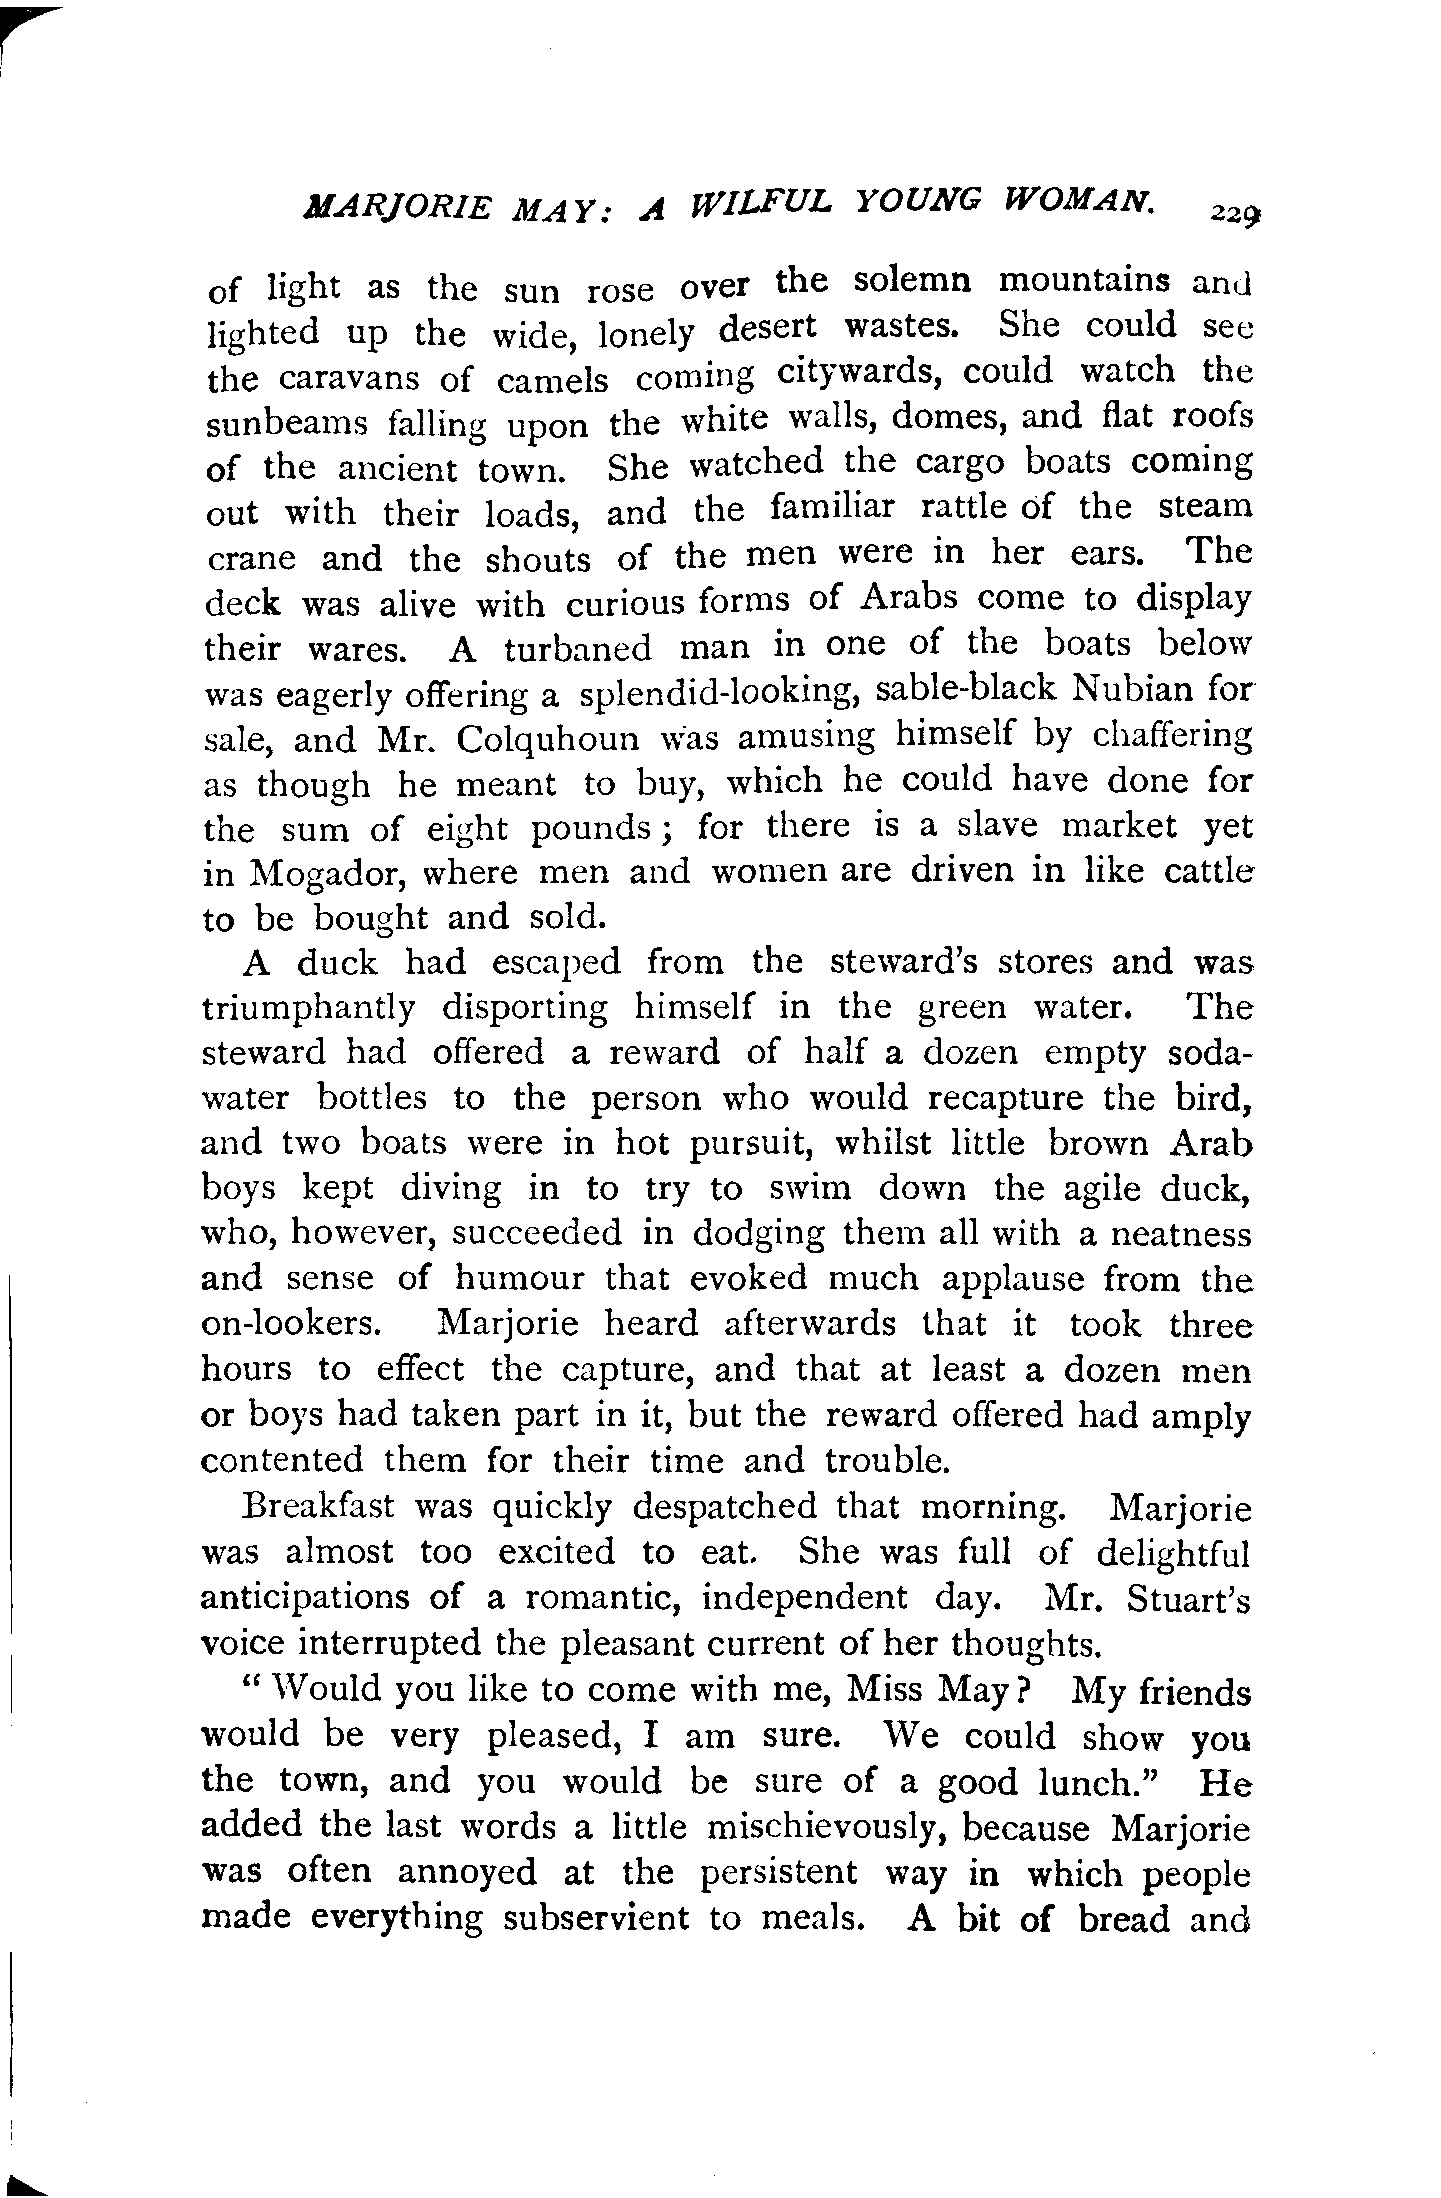 MARJORIE MAY: A WILFUL YOUNG WOMAN. 229
of light as the sun rose over the solemn mountains and
lighted up the wide, lonely desert wastes. She could see
the caravans of camels coming citywards, could watch the
sunbeams falling upon the white walls, domes, and flat roofs
of the ancient town. She watched the cargo boats coming
out with their loads, and the familiar rattle of the steam
crane and the shouts of the men were in her ears. The
deck was alive with curious forms of Arabs come to display
their wares. A turbaned man in one of the boats below
was eagerly offering a splendid-looking, sable-black Nubian for
sale, and Mr. Colquhoun was amusing himself by chaffering
as though he meant to buy, which he could have done for
the sum of eight pounds ; for there is a slave market yet
in Mogador, where men and women are driven in like cattle
to be bought and sold.
A duck had escaped from the steward's stores and was
triumphantly disporting himself in the green water. The
steward had offered a reward of half a dozen empty soda-
water bottles to the person who would recapture the bird,
and two boats were in hot pursuit, whilst little brown Arab
boys kept diving in to try to swim down the agile duck,
who, however, succeeded in dodging them all with a neatness
and sense of humour that evoked much applause from the
on-lookers. Marjorie heard afterwards that it took three
hours to effect the capture, and that at least a dozen men
or boys had taken part in it, but the reward offered had amply
contented them for their time and trouble.
Breakfast was quickly despatched that morning. Marjorie
was almost too excited to eat. She was full of delightful
anticipations of a romantic, independent day. Mr. Stuart's
voice interrupted the pleasant current of her thoughts.
“ Would you like to come with me, Miss May ? My friends
would be very pleased, I am sure. We could show you
the town, and you would be sure of a good lunch.” He
added the last words a little mischievously, because Marjorie
was often annoyed at the persistent way in which people
made everything subservient to meals. A bit of bread and